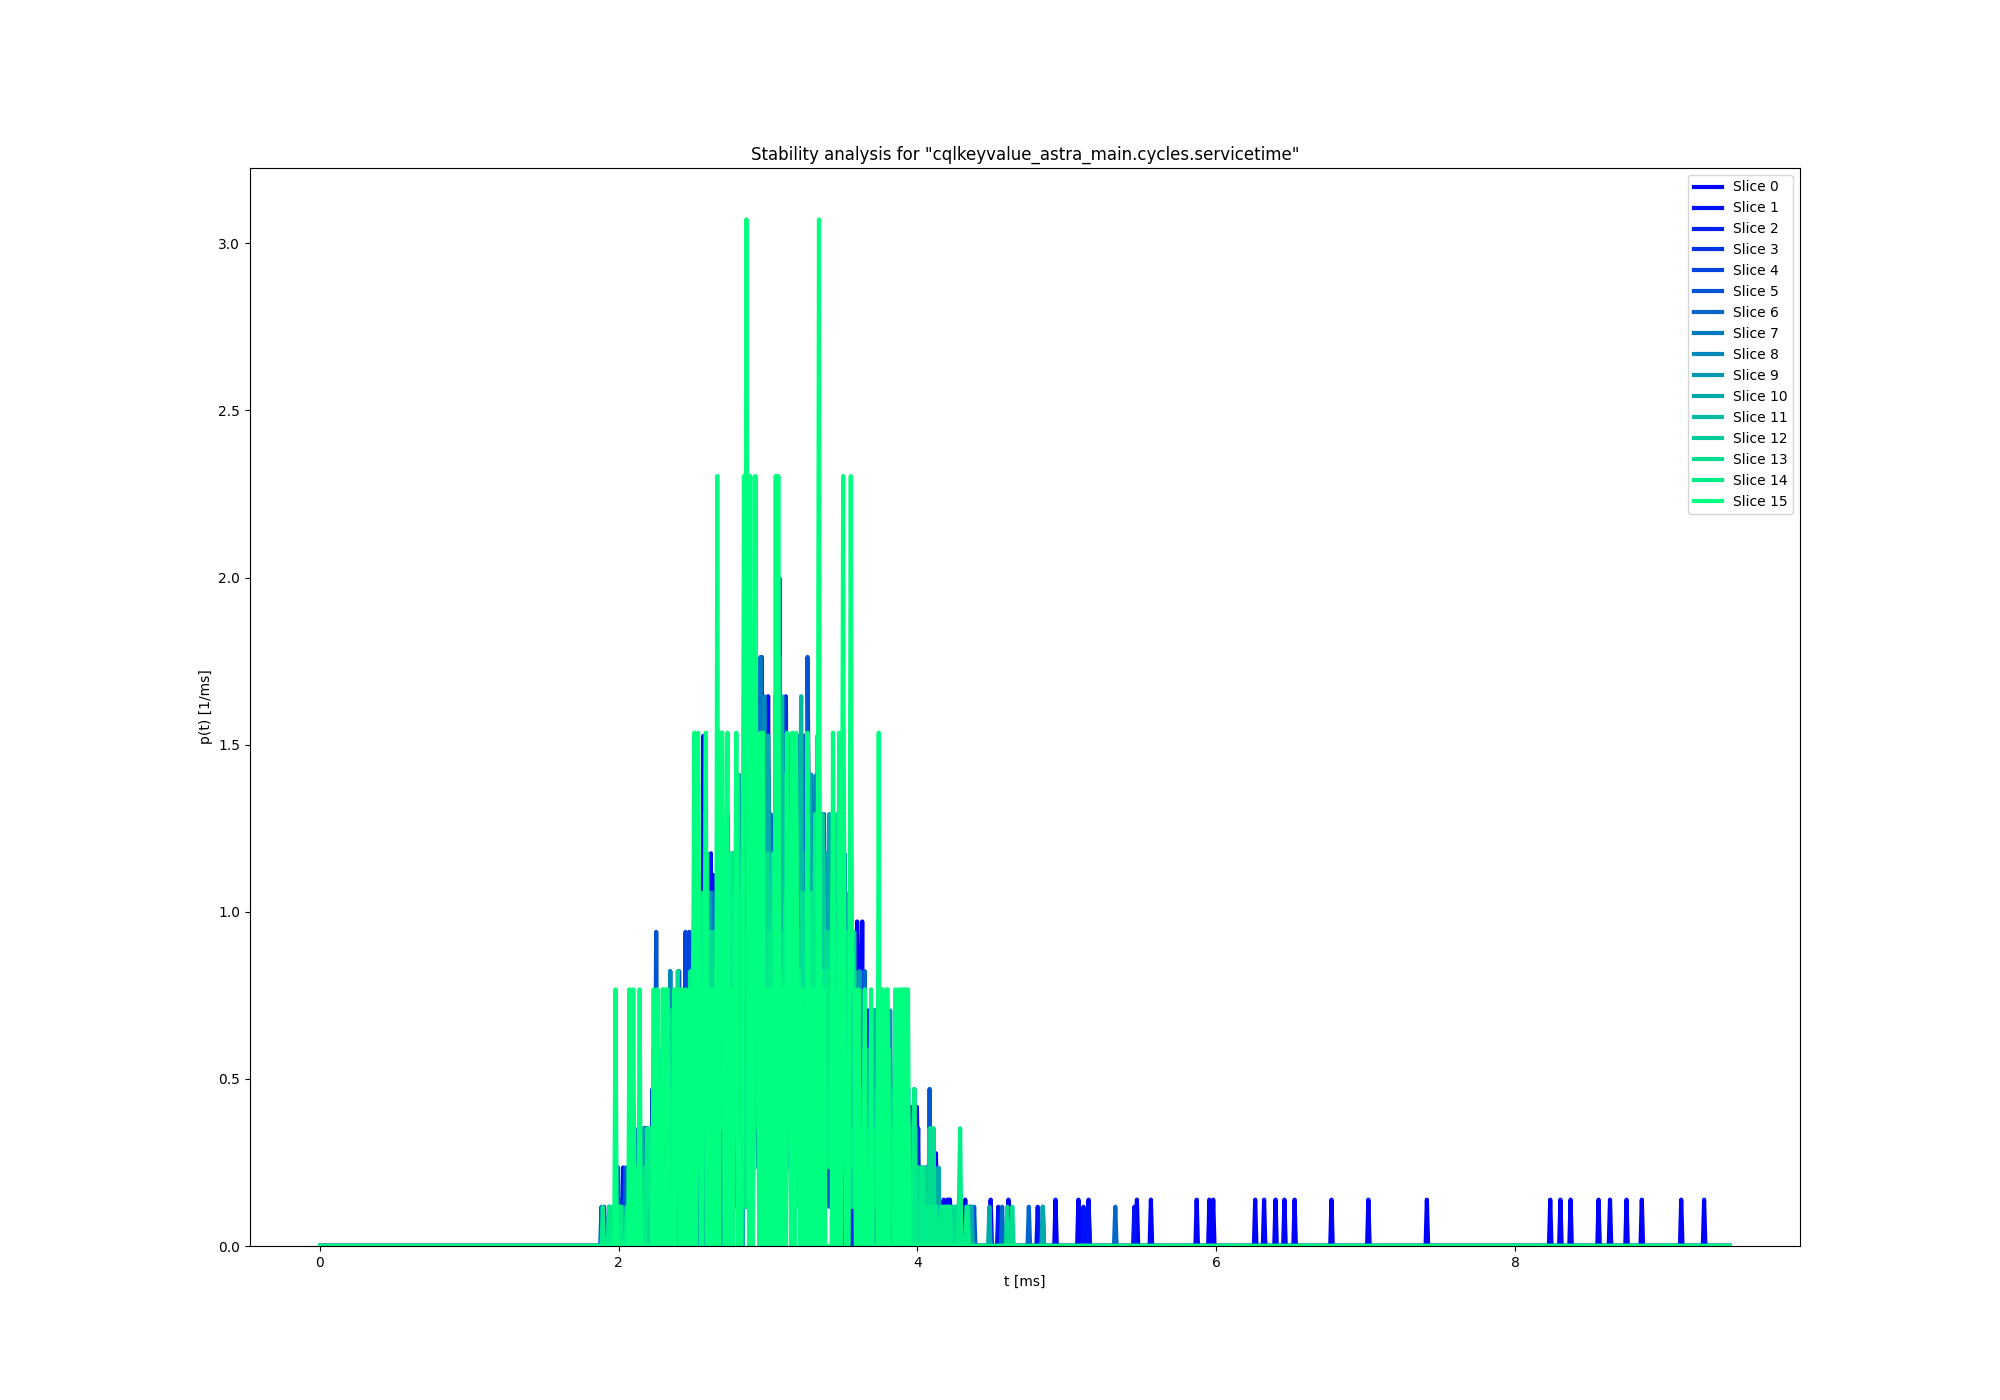 Stability analysis for "cqlkeyvalue_astra_main.cycles.servicetime"
Slice 0
Slice 1
Slice 2
Slice 3
Slice 4
Slice 5
Slice 6
Slice 7
Slice 8
Slice 9
Slice 10
Slice 11
Slice 12
Slice 13
Slice 14
Slice 15
3.0
2.5
2.0
1.5
1.0
0.5
0.0
p(t) [1/ms]
0 2 4 6 8
t [ms]